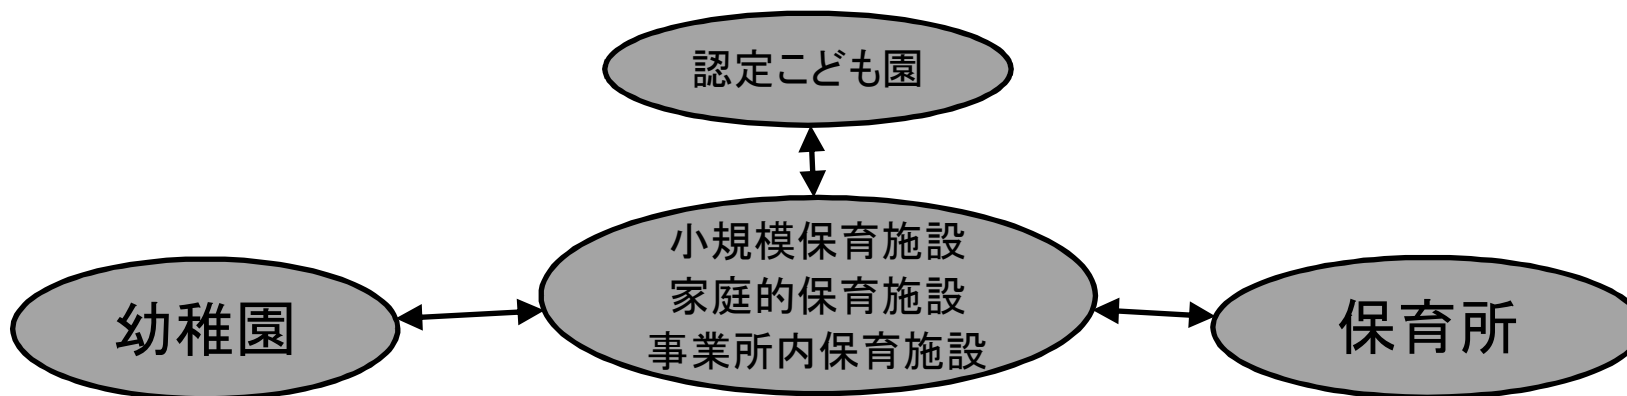 認定こども園
小規模保育施設
家庭的保育施設
事業所内保育施設
幼稚園
保育所